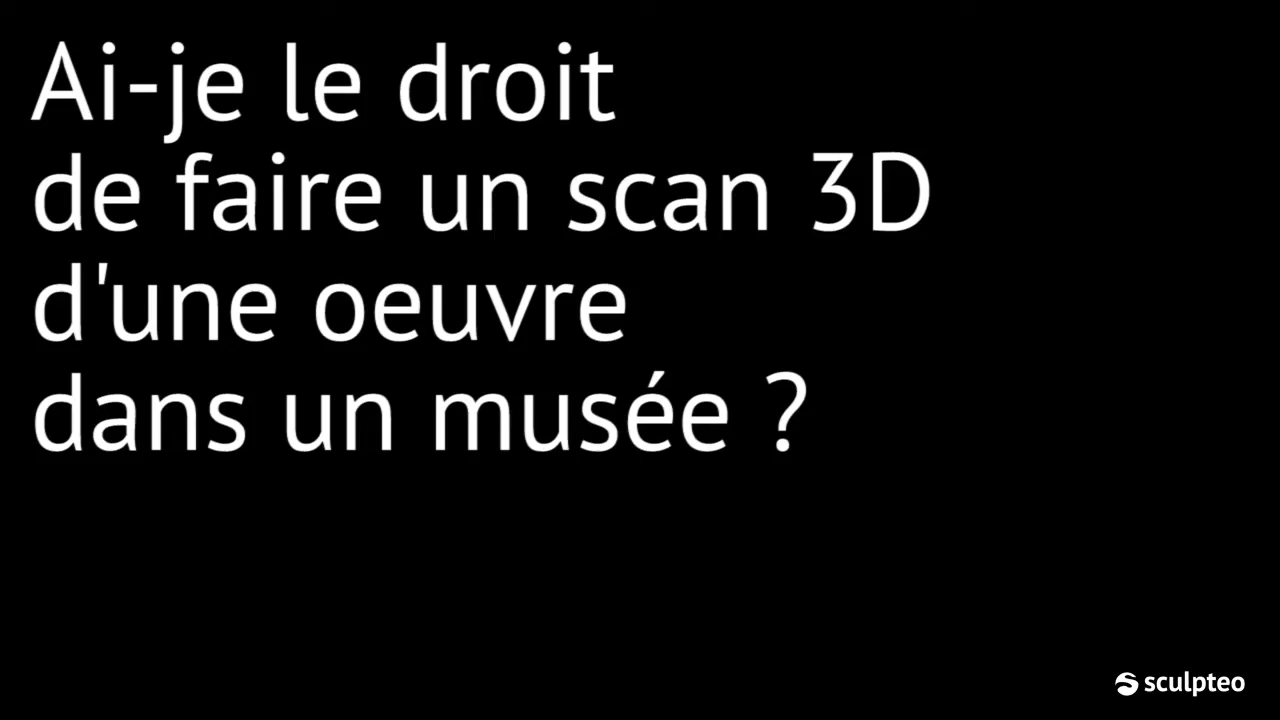 Ai-je le droit
de faire un scan 3D
d'une oeuvre
dans un musée ?
sculpteo